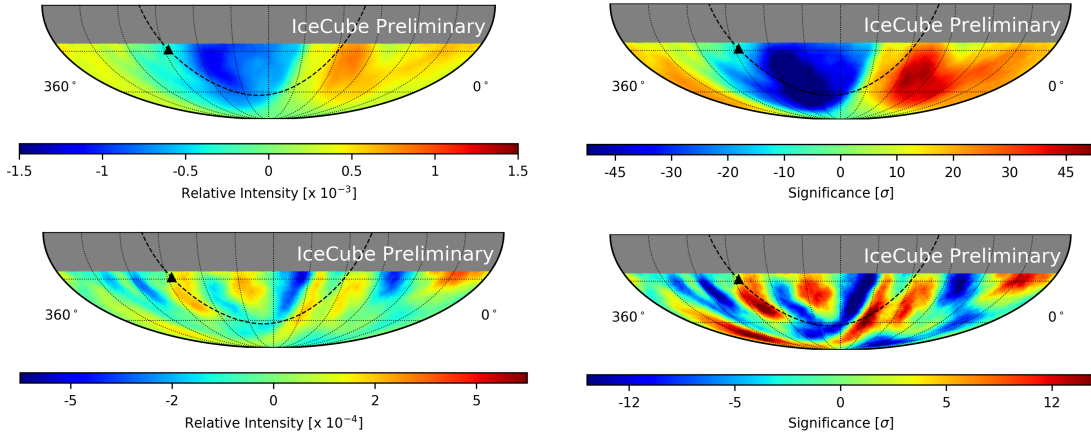 IceCube Preliminary
360°
0°
-1.5 -1 -0.5 0 0.5 1 1.5
Relative Intensity [x 10⁻³]
IceCube Preliminary
360°
0°
-45 -30 -20 -10 0 10 20 30 45
Significance [σ]
IceCube Preliminary
360°
0°
-5 -2 0 2 5
Relative Intensity [x 10⁻⁴]
IceCube Preliminary
360°
0°
-12 -5 0 5 12
Significance [σ]